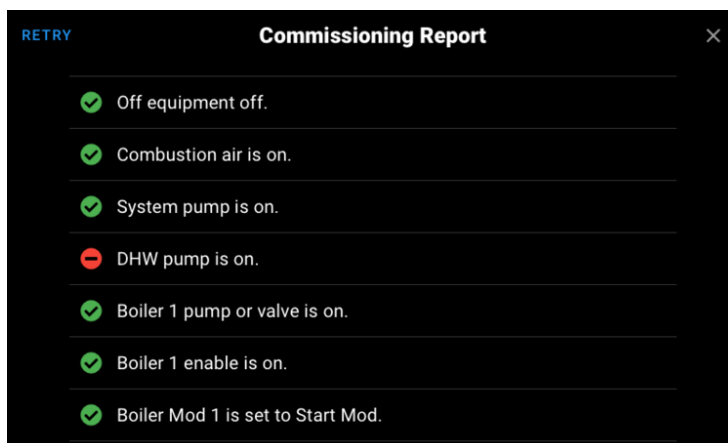 RETRY
Commissioning Report
Off equipment off.
Combustion air is on.
System pump is on.
DHW pump is on.
Boiler 1 pump or valve is on.
Boiler 1 enable is on.
Boiler Mod 1 is set to Start Mod.